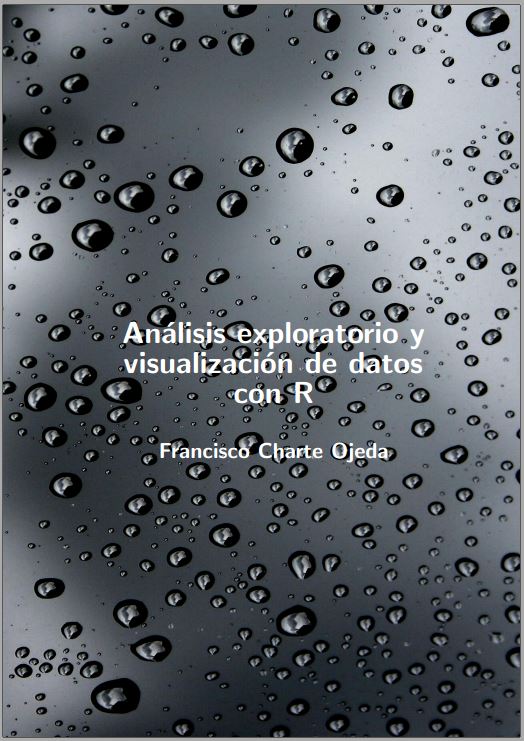 Análisis exploratorio y
visualización de datos
con R
Francisco Charte Ojeda